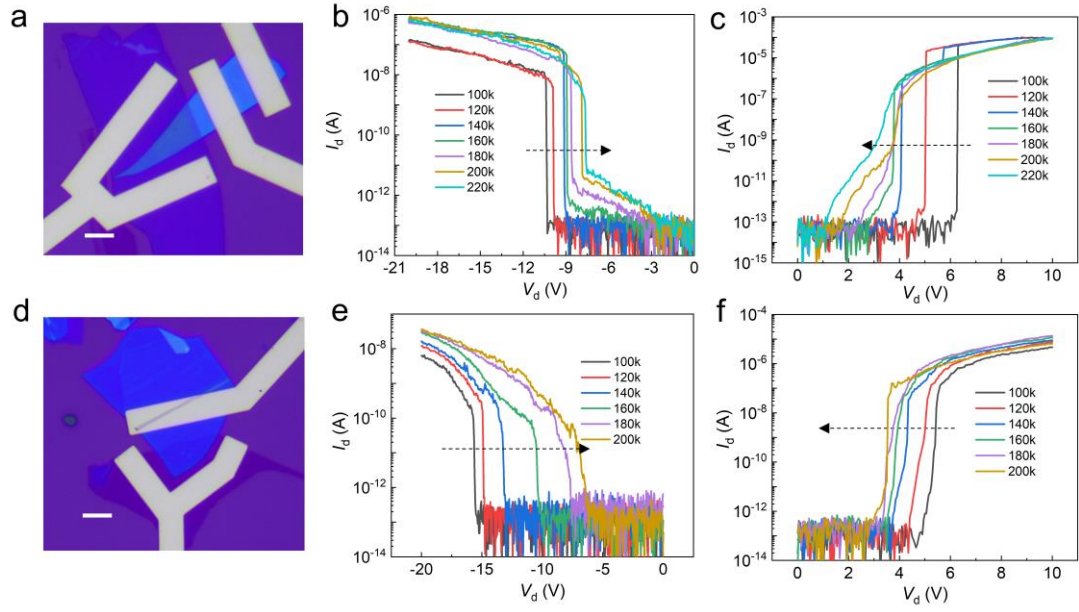 a
b
10⁻⁶
10⁻⁸
10⁻¹⁰
10⁻¹²
10⁻¹⁴
I_d (A)
100k
120k
140k
160k
180k
200k
220k
-21 -18 -15 -12 -9 -6 -3 0
V_d (V)
c
10⁻³
10⁻⁵
10⁻⁷
10⁻⁹
10⁻¹¹
10⁻¹³
10⁻¹⁵
I_d (A)
100k
120k
140k
160k
180k
200k
220k
0 2 4 6 8 10
V_d (V)
d
e
10⁻⁸
10⁻¹⁰
10⁻¹²
10⁻¹⁴
I_d (A)
100k
120k
140k
160k
180k
200k
-20 -15 -10 -5 0
V_d (V)
f
10⁻⁴
10⁻⁶
10⁻⁸
10⁻¹⁰
10⁻¹²
10⁻¹⁴
I_d (A)
100k
120k
140k
160k
180k
200k
0 2 4 6 8 10
V_d (V)